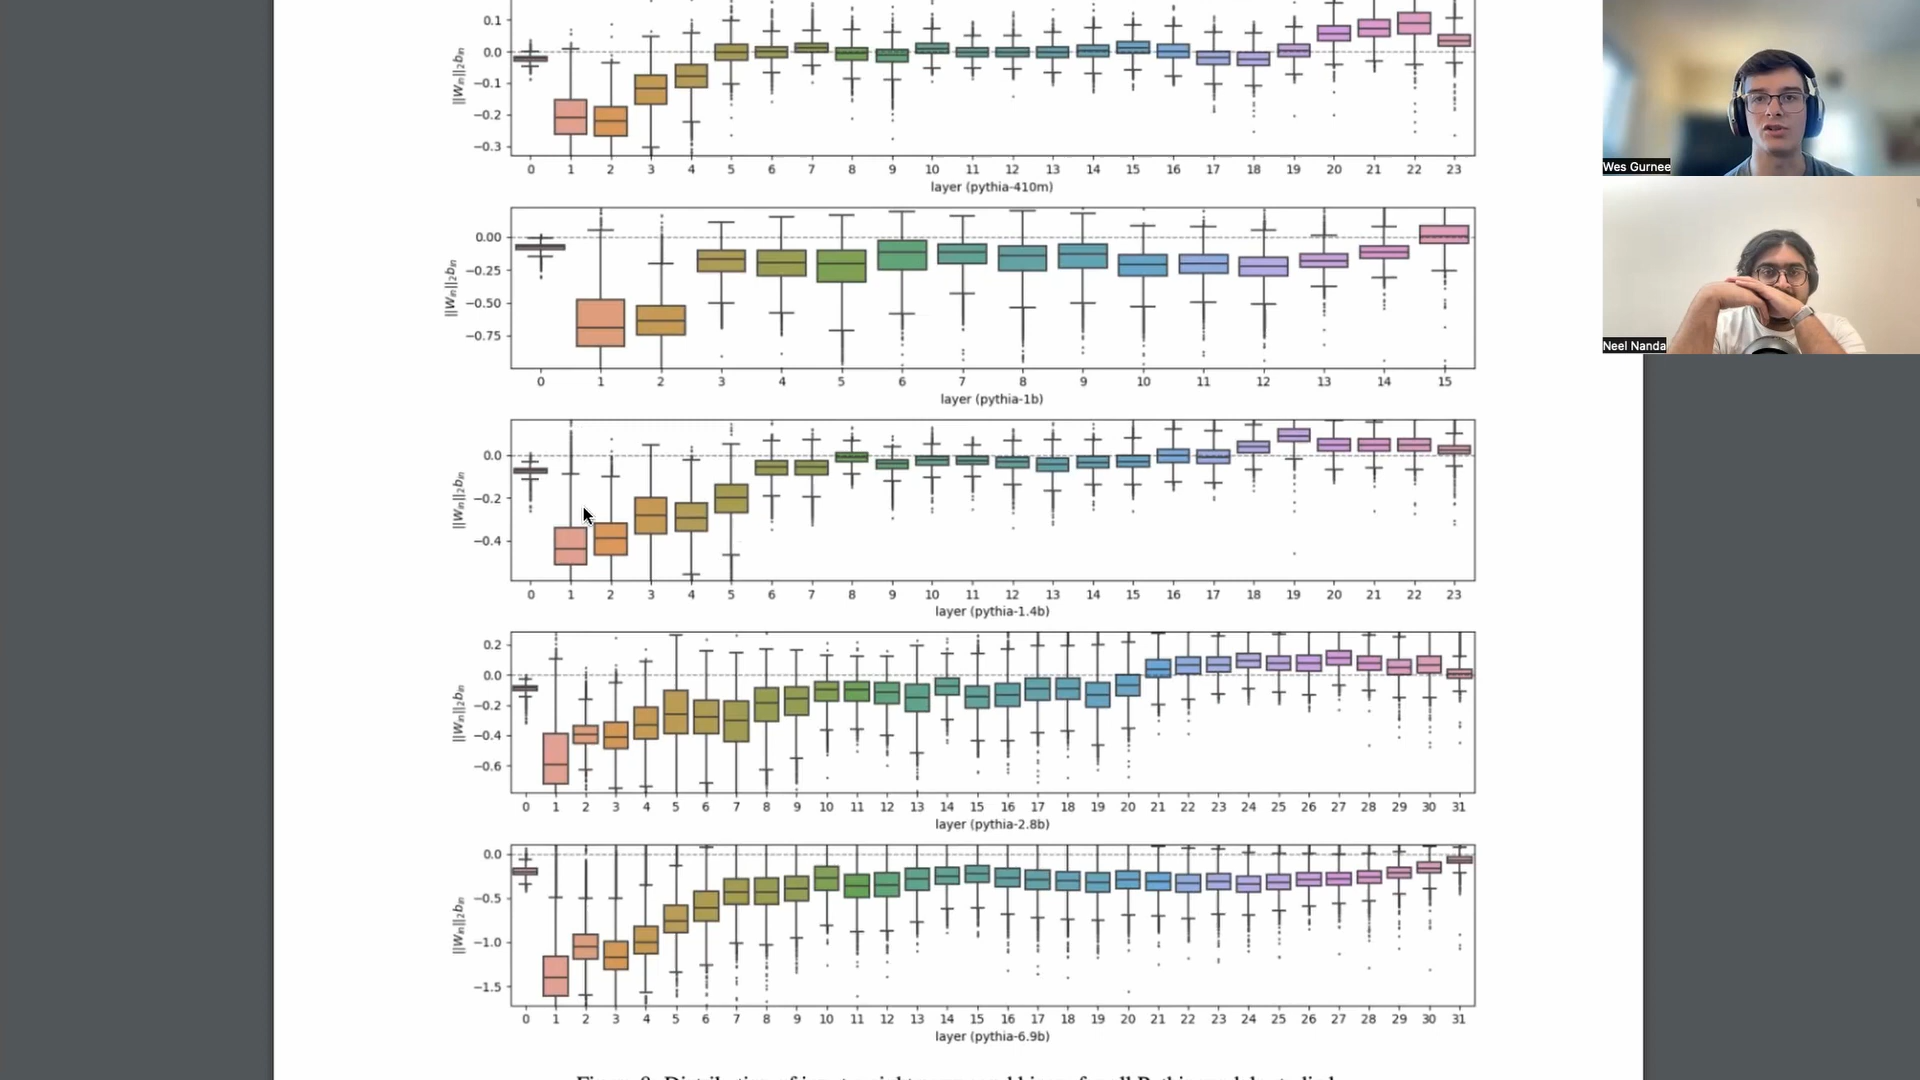 0.1
0.0
−0.1
−0.2
−0.3
||W_in||_2 b_in
0 1 2 3 4 5 6 7 8 9 10 11 12 13 14 15 16 17 18 19 20 21 22 23
layer (pythia-410m)
0.00
−0.25
−0.50
−0.75
||W_in||_2 b_in
0 1 2 3 4 5 6 7 8 9 10 11 12 13 14 15
layer (pythia-1b)
0.0
−0.2
−0.4
||W_in||_2 b_in
0 1 2 3 4 5 6 7 8 9 10 11 12 13 14 15 16 17 18 19 20 21 22 23
layer (pythia-1.4b)
0.2
0.0
−0.2
−0.4
−0.6
||W_in||_2 b_in
0 1 2 3 4 5 6 7 8 9 10 11 12 13 14 15 16 17 18 19 20 21 22 23 24 25 26 27 28 29 30 31
layer (pythia-2.8b)
0.0
−0.5
−1.0
−1.5
||W_in||_2 b_in
0 1 2 3 4 5 6 7 8 9 10 11 12 13 14 15 16 17 18 19 20 21 22 23 24 25 26 27 28 29 30 31
layer (pythia-6.9b)
Wes Gurnee
Neel Nanda